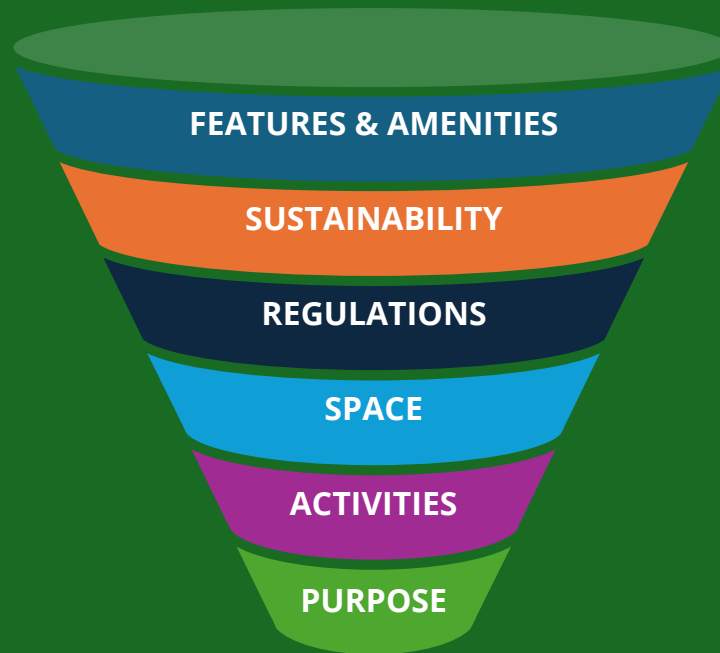 FEATURES & AMENITIES
SUSTAINABILITY
REGULATIONS
SPACE
ACTIVITIES
PURPOSE